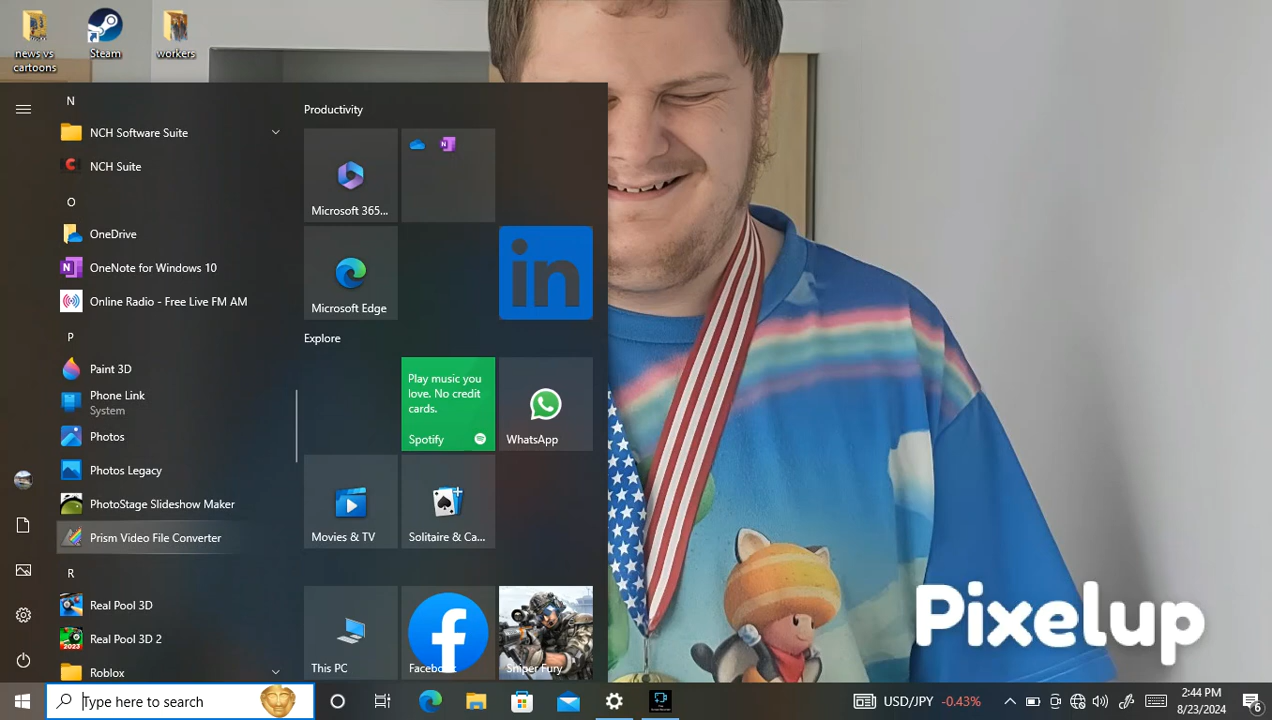 news vs
cartoons
Steam
workers
N
NCH Software Suite
NCH Suite
O
OneDrive
OneNote for Windows 10
Online Radio - Free Live FM AM
P
Paint 3D
Phone Link
System
Photos
Photos Legacy
PhotoStage Slideshow Maker
Prism Video File Converter
R
Real Pool 3D
Real Pool 3D 2
Roblox
Productivity
Microsoft 365...
Microsoft Edge
in
Explore
Play music you
love. No credit
cards.
Spotify
WhatsApp
Movies & TV
Solitaire & Ca...
This PC
Facebook
Sniper Fury
Pixelup
Type here to search
USD/JPY -0.43%
2:44 PM
8/23/2024
6